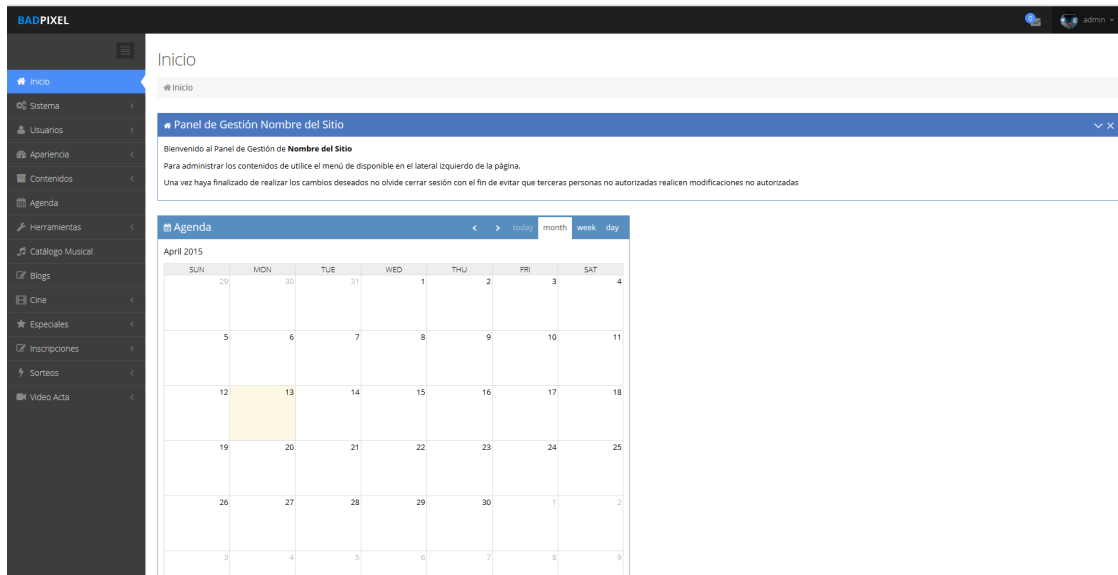 BADPIXEL
0
admin
Inicio
Sistema
Usuarios
Apariencia
Contenidos
Agenda
Herramientas
Catálogo Musical
Blogs
Cine
Especiales
Inscripciones
Sorteos
Video Acta
Inicio
Inicio
Panel de Gestión Nombre del Sitio
Bienvenido al Panel de Gestión de Nombre del Sitio
Para administrar los contenidos de utilice el menú de disponible en el lateral izquierdo de la página.
Una vez haya finalizado de realizar los cambios deseados no olvide cerrar sesión con el fin de evitar que terceras personas no autorizadas realicen modificaciones no autorizadas
Agenda
today month week day
April 2015
SUN MON TUE WED THU FRI SAT
29 30 31 1 2 3 4
5 6 7 8 9 10 11
12 13 14 15 16 17 18
19 20 21 22 23 24 25
26 27 28 29 30 1 2
3 4 5 6 7 8 9